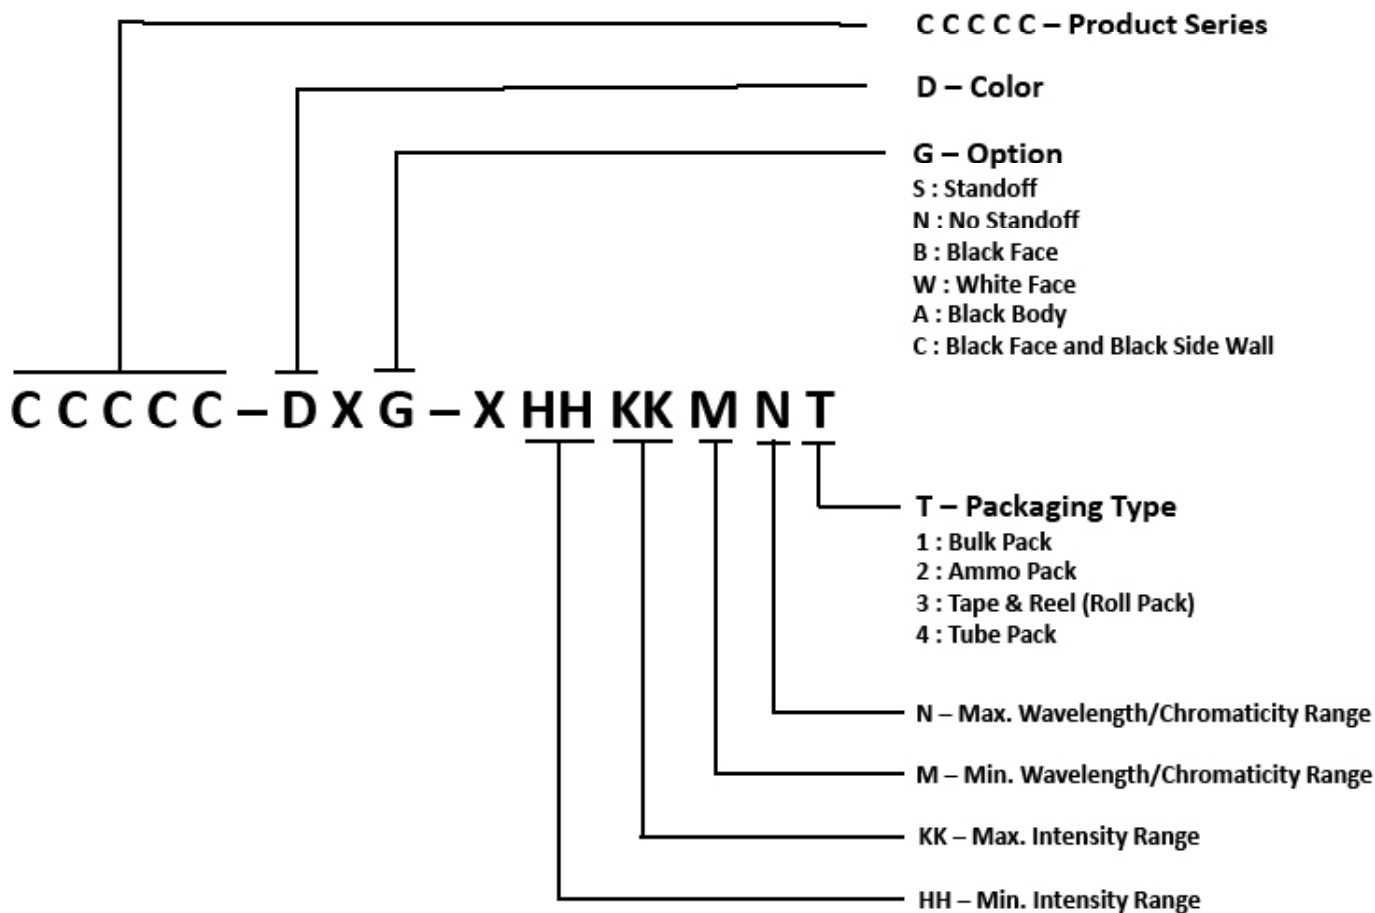 C C C C C – Product Series
D – Color
G – Option
S : Standoff
N : No Standoff
B : Black Face
W : White Face
A : Black Body
C : Black Face and Black Side Wall
C C C C C – D X G – X HH KK M N T
T – Packaging Type
1 : Bulk Pack
2 : Ammo Pack
3 : Tape & Reel (Roll Pack)
4 : Tube Pack
N – Max. Wavelength/Chromaticity Range
M – Min. Wavelength/Chromaticity Range
KK – Max. Intensity Range
HH – Min. Intensity Range